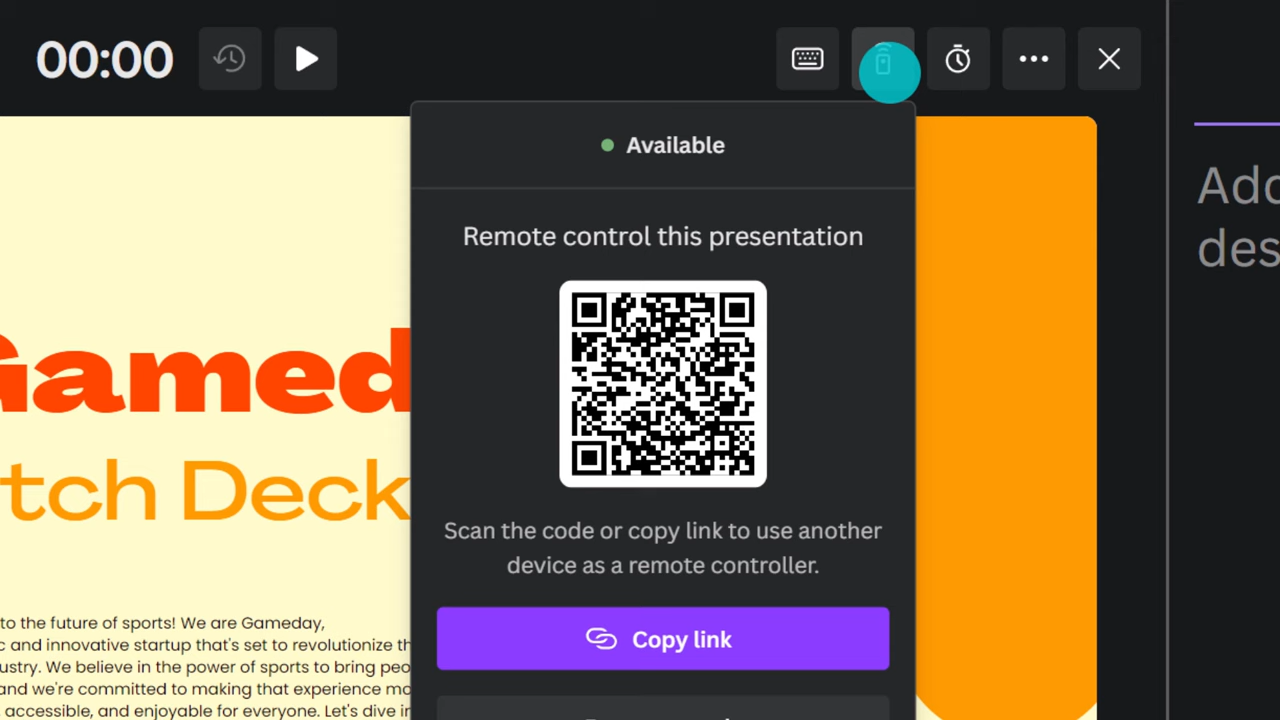 00:00
Available
Remote control this presentation
Scan the code or copy link to use another
device as a remote controller.
Copy link
Gamed
tch Deck
to the future of sports! We are Gameday,
c and innovative startup that's set to revolutionize th
ustry. We believe in the power of sports to bring peo
and we're committed to making that experience mo
accessible, and enjoyable for everyone. Let's dive in
Add
des